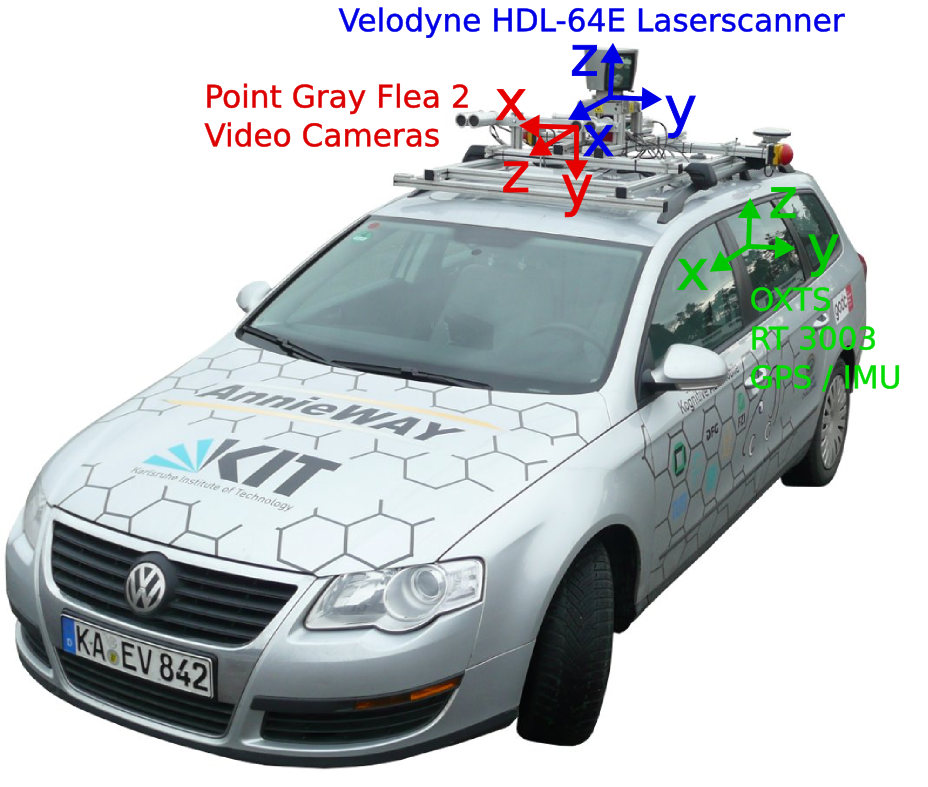 Velodyne HDL-64E Laserscanner
z
Point Gray Flea 2
x
y
Video Cameras
x
z
y
z
y
x
OXTS
RT 3003
GPS / IMU
AnnieWAY
KIT
Karlsruhe Institute of Technology
DFG
KA EV 842
D